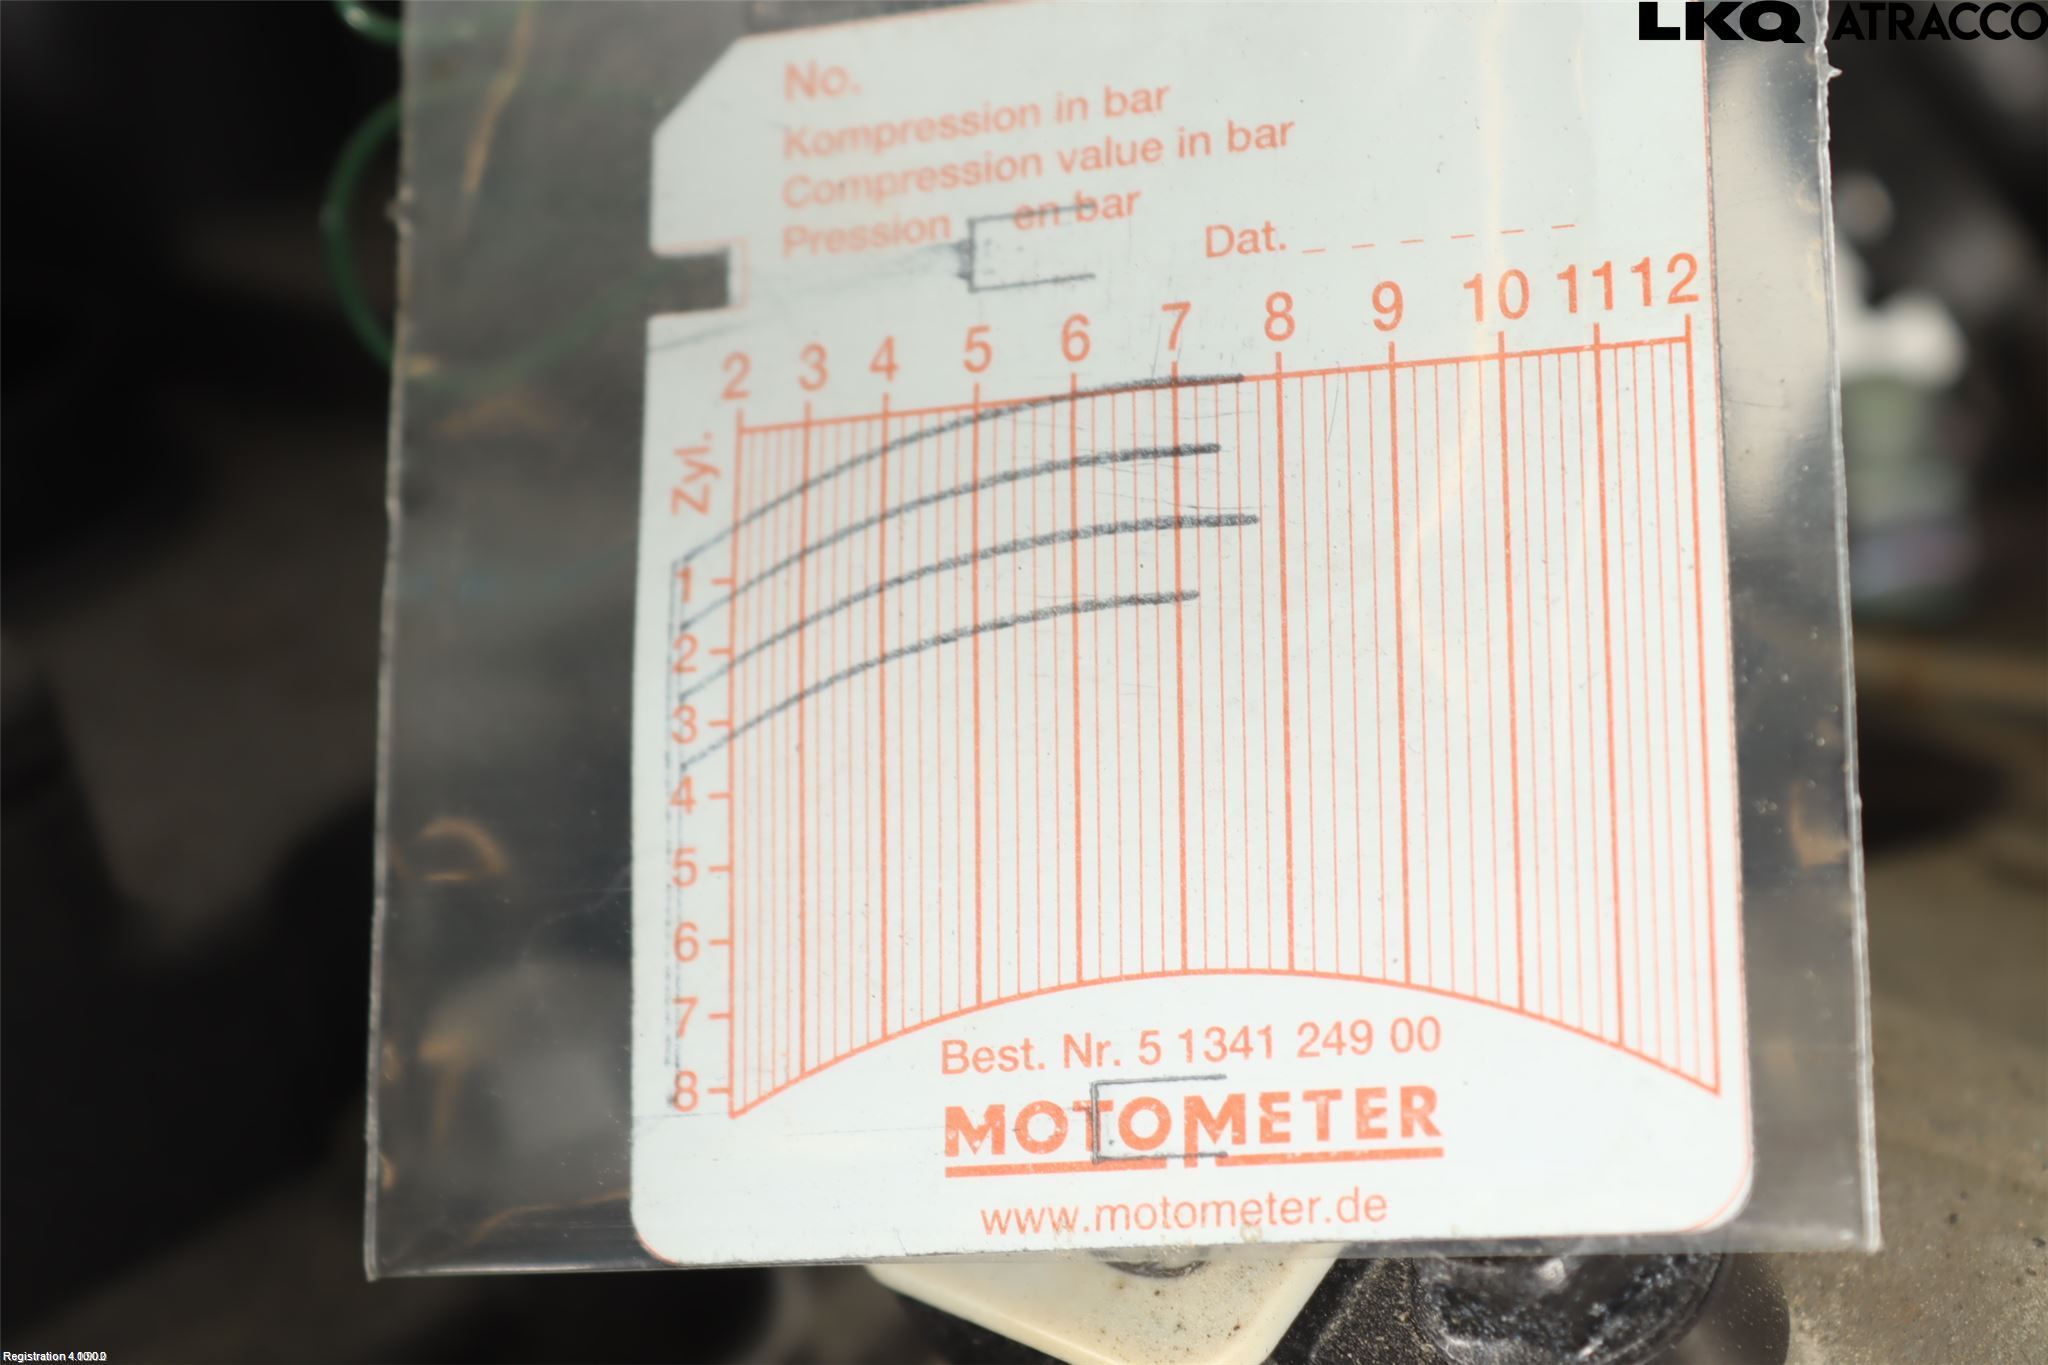 LKQ ATRACCO
No.
Kompression in bar
Compression value in bar
Pression en bar
Dat. _ _ _ _ _ _
2 3 4 5 6 7 8 9 10 11 12
Zyl.
1
2
3
4
5
6
7
8
Best. Nr. 5 1341 249 00
MOTOMETER
www.motometer.de
Registration